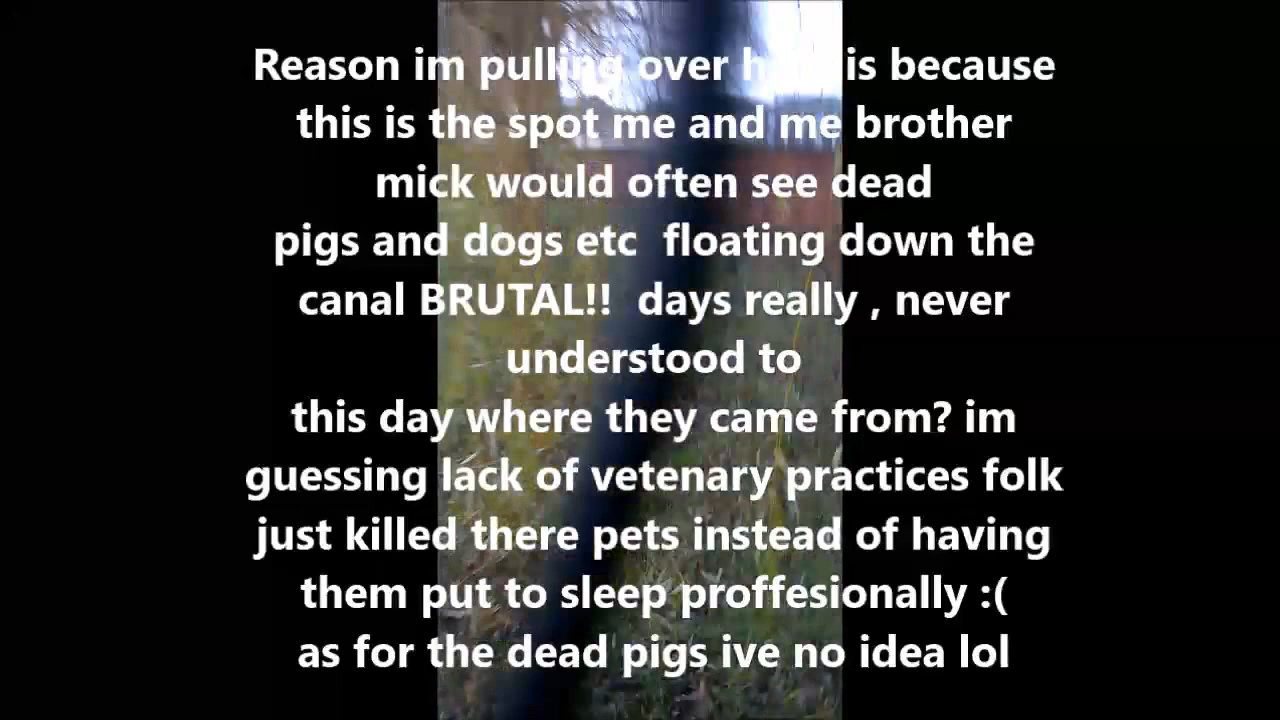 Reason im pulling over is because
this is the spot me and me brother
mick would often see dead
pigs and dogs etc floating down the
canal BRUTAL!! days really , never
understood to
this day where they came from? im
guessing lack of vetenary practices folk
just killed there pets instead of having
them put to sleep proffesionally :(
as for the dead pigs ive no idea lol